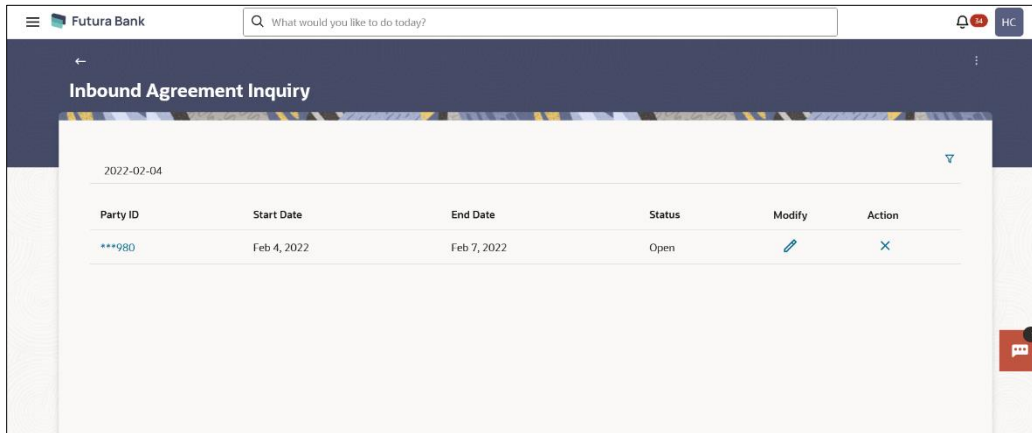 Futura Bank
What would you like to do today?
34
HC
Inbound Agreement Inquiry
2022-02-04
Party ID Start Date End Date Status Modify Action
***980 Feb 4, 2022 Feb 7, 2022 Open